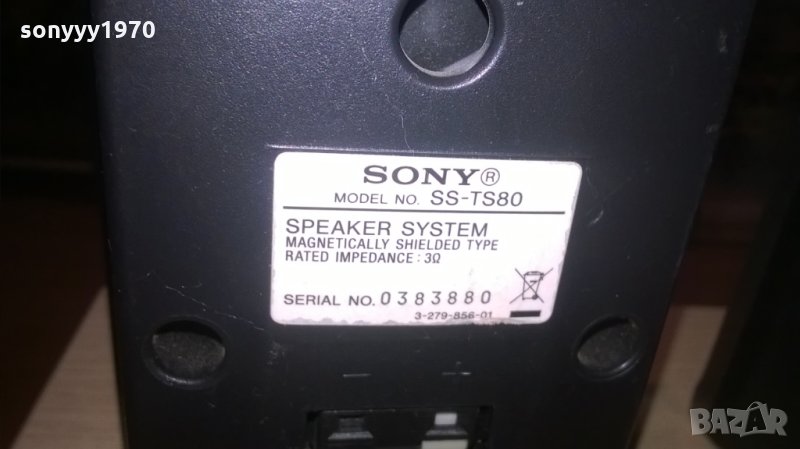 sonyyy1970
SONY®
MODEL NO. SS-TS80
SPEAKER SYSTEM
MAGNETICALLY SHIELDED TYPE
RATED IMPEDANCE : 3Ω
SERIAL NO. 0383880
3-279-856-01
− +
BAZAR